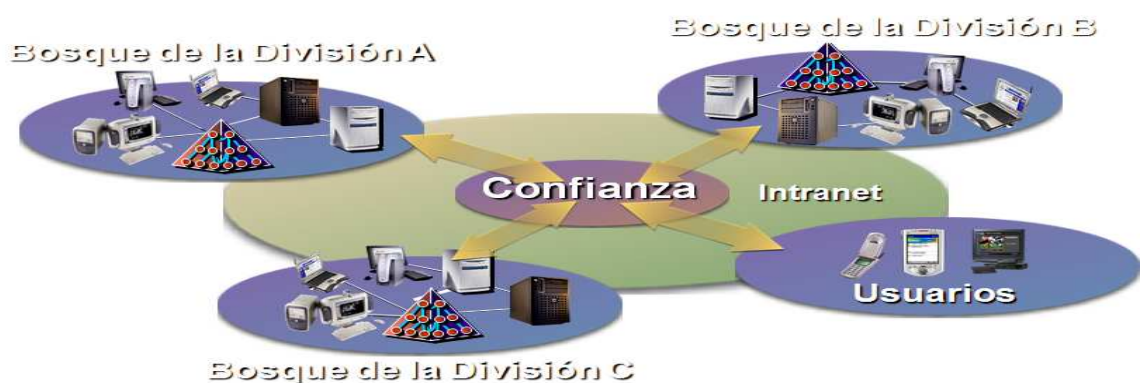 Bosque de la División A
Bosque de la División B
Confianza
Intranet
Usuarios
Bosque de la División C